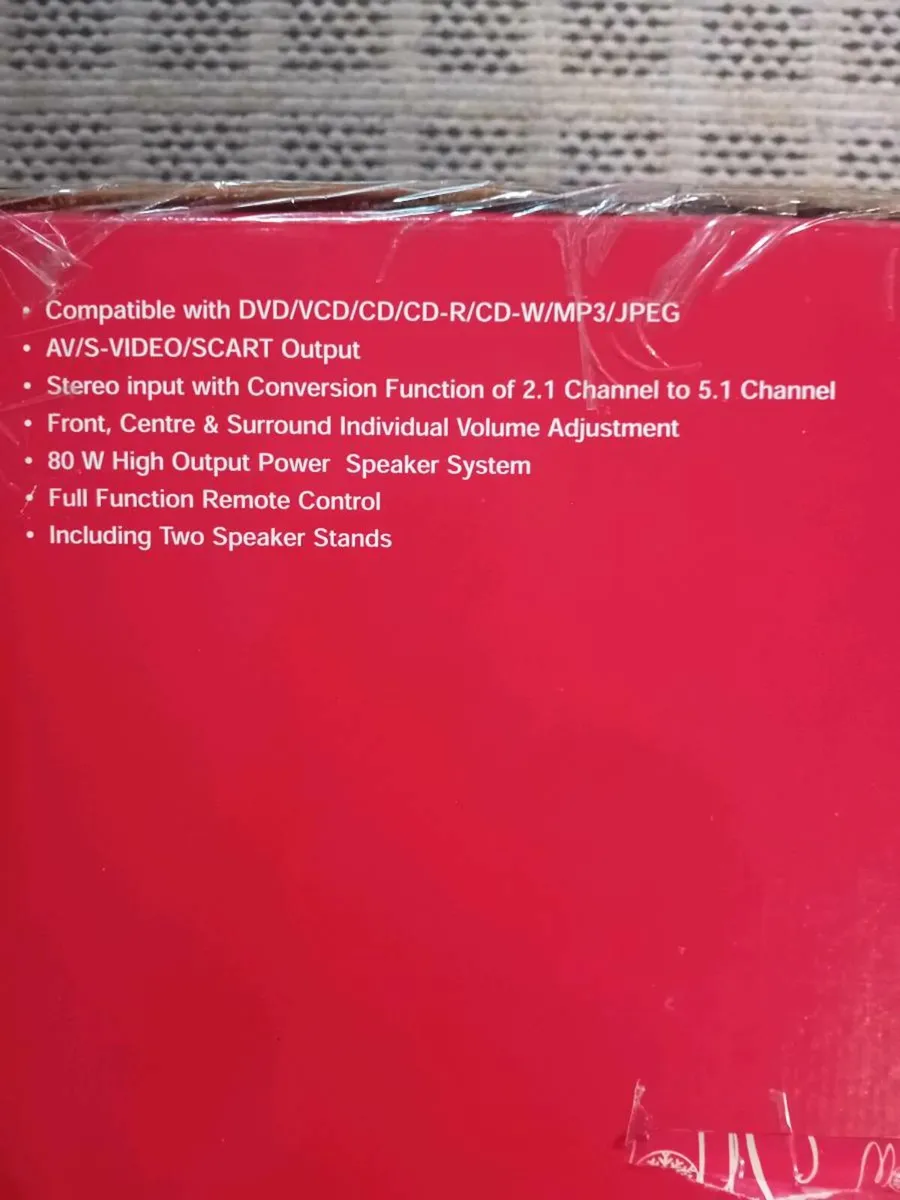 • Compatible with DVD/VCD/CD/CD-R/CD-W/MP3/JPEG
• AV/S-VIDEO/SCART Output
• Stereo input with Conversion Function of 2.1 Channel to 5.1 Channel
• Front, Centre & Surround Individual Volume Adjustment
• 80 W High Output Power Speaker System
• Full Function Remote Control
• Including Two Speaker Stands